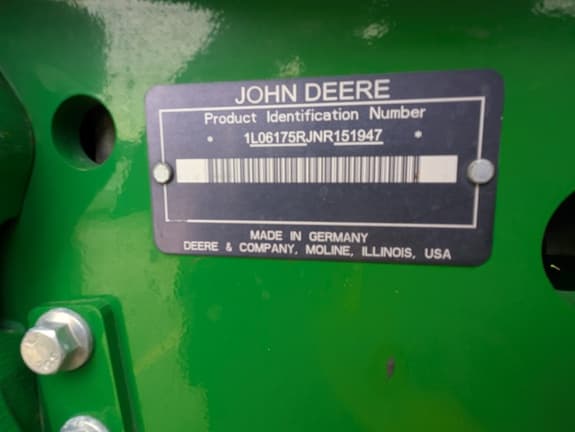 JOHN DEERE
Product Identification Number
* 1L06175RJNR151947 *
MADE IN GERMANY
DEERE & COMPANY, MOLINE, ILLINOIS, USA